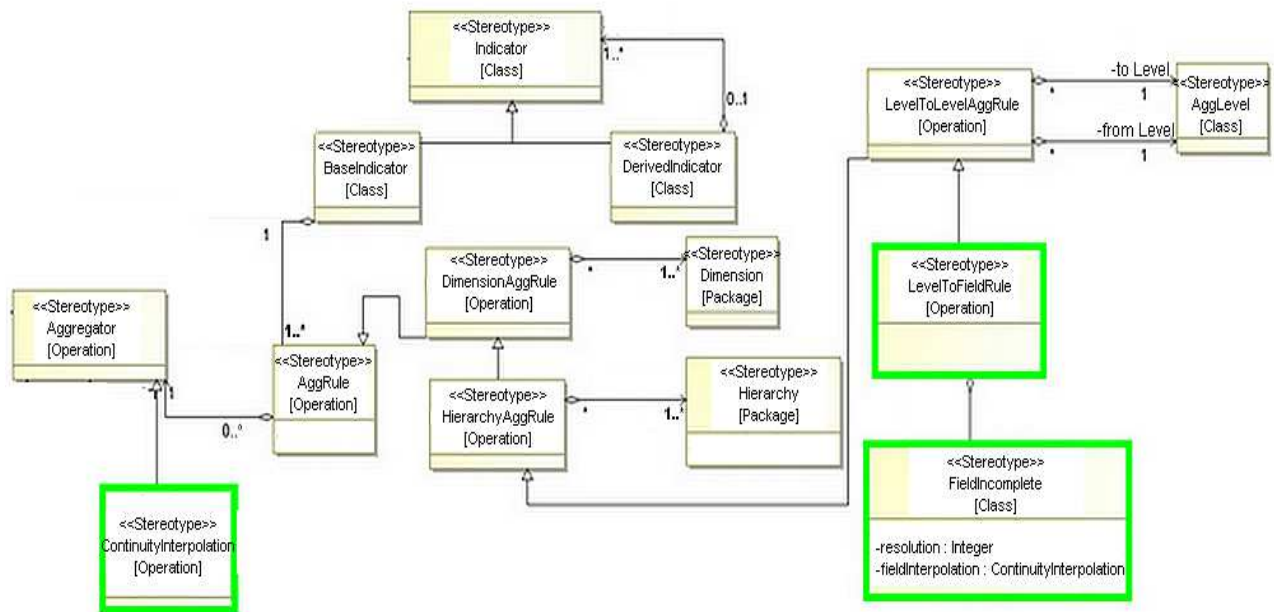 <<Stereotype>>
Indicator
[Class]
1..*
0..1
<<Stereotype>>
BaseIndicator
[Class]
<<Stereotype>>
DerivedIndicator
[Class]
<<Stereotype>>
LevelToLevelAggRule
[Operation]
-to Level
*
1
-from Level
*
1
<<Stereotype>>
AggLevel
[Class]
1
1..*
<<Stereotype>>
DimensionAggRule
[Operation]
*
1..*
<<Stereotype>>
Dimension
[Package]
<<Stereotype>>
LevelToFieldRule
[Operation]
<<Stereotype>>
Aggregator
[Operation]
1
0..*
<<Stereotype>>
AggRule
[Operation]
<<Stereotype>>
HierarchyAggRule
[Operation]
*
1..*
<<Stereotype>>
Hierarchy
[Package]
<<Stereotype>>
ContinuityInterpolation
[Operation]
<<Stereotype>>
FieldIncomplete
[Class]
-resolution : Integer
-fieldInterpolation : ContinuityInterpolation